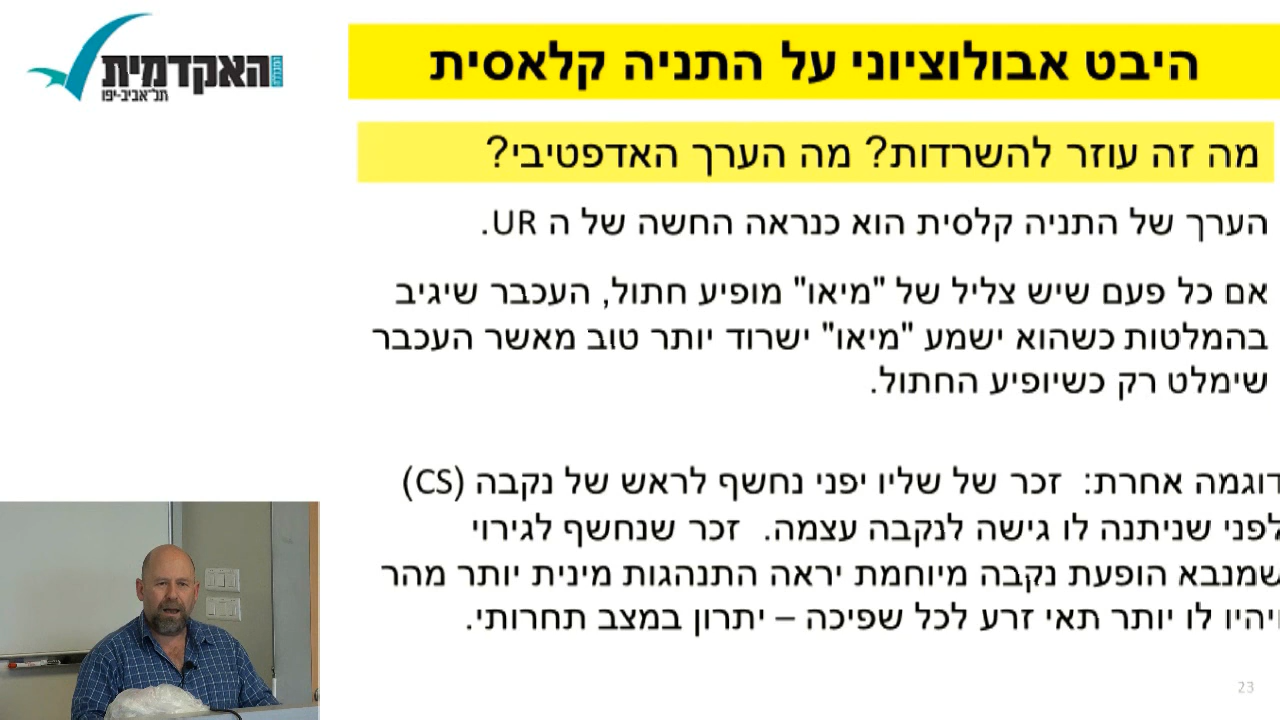 האקדמית
תל־אביב-יפו
היבט אבולוציוני על התניה קלאסית
מה זה עוזר להשרדות? מה הערך האדפטיבי?
הערך של התניה קלסית הוא כנראה החשה של ה UR.
אם כל פעם שיש צליל של "מיאו" מופיע חתול, העכבר שיגיב
בהמלטות כשהוא ישמע "מיאו" ישרוד יותר טוב מאשר העכבר
שימלט רק כשיופיע החתול.
דוגמה אחרת: זכר של שליו יפני נחשף לראש של נקבה (CS)
לפני שניתנה לו גישה לנקבה עצמה. זכר שנחשף לגירוי
שמנבא הופעת נקבה מיוחמת יראה התנהגות מינית יותר מהר
ויהיו לו יותר תאי זרע לכל שפיכה – יתרון במצב תחרותי.
23